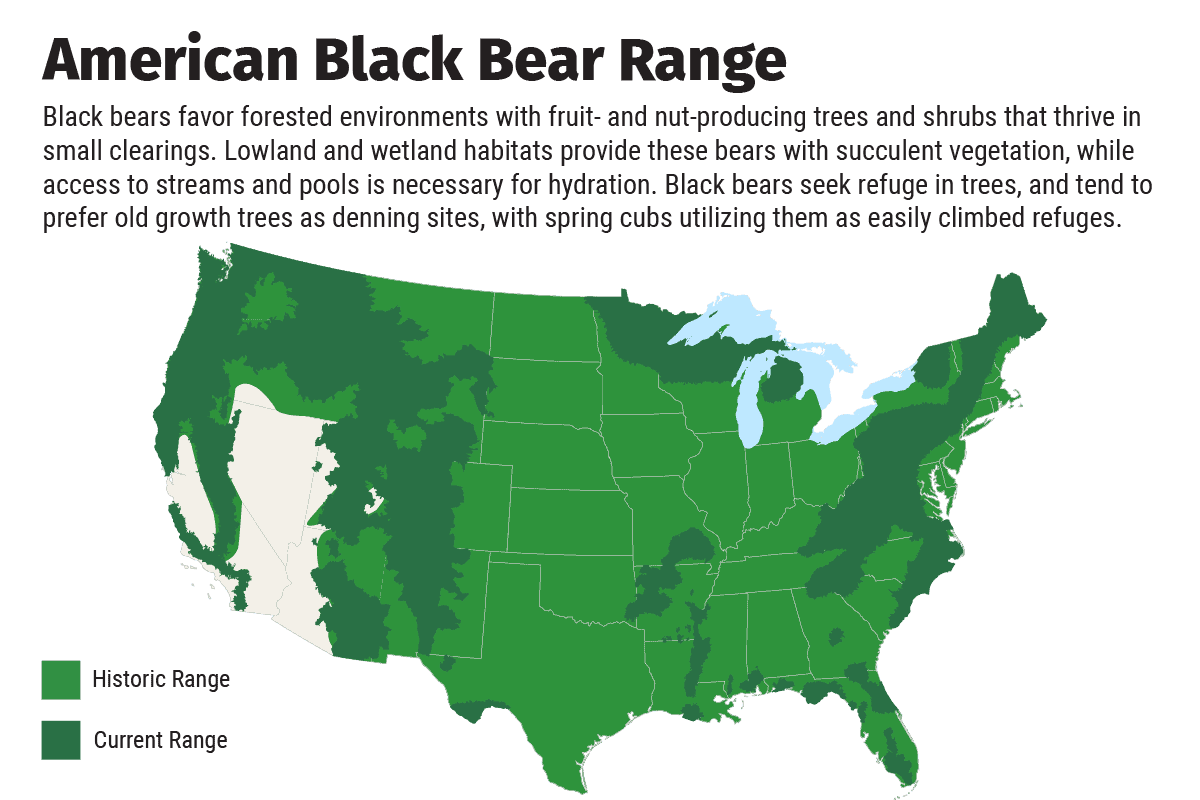 American Black Bear Range
Black bears favor forested environments with fruit- and nut-producing trees and shrubs that thrive in
small clearings. Lowland and wetland habitats provide these bears with succulent vegetation, while
access to streams and pools is necessary for hydration. Black bears seek refuge in trees, and tend to
prefer old growth trees as denning sites, with spring cubs utilizing them as easily climbed refuges.
Historic Range
Current Range